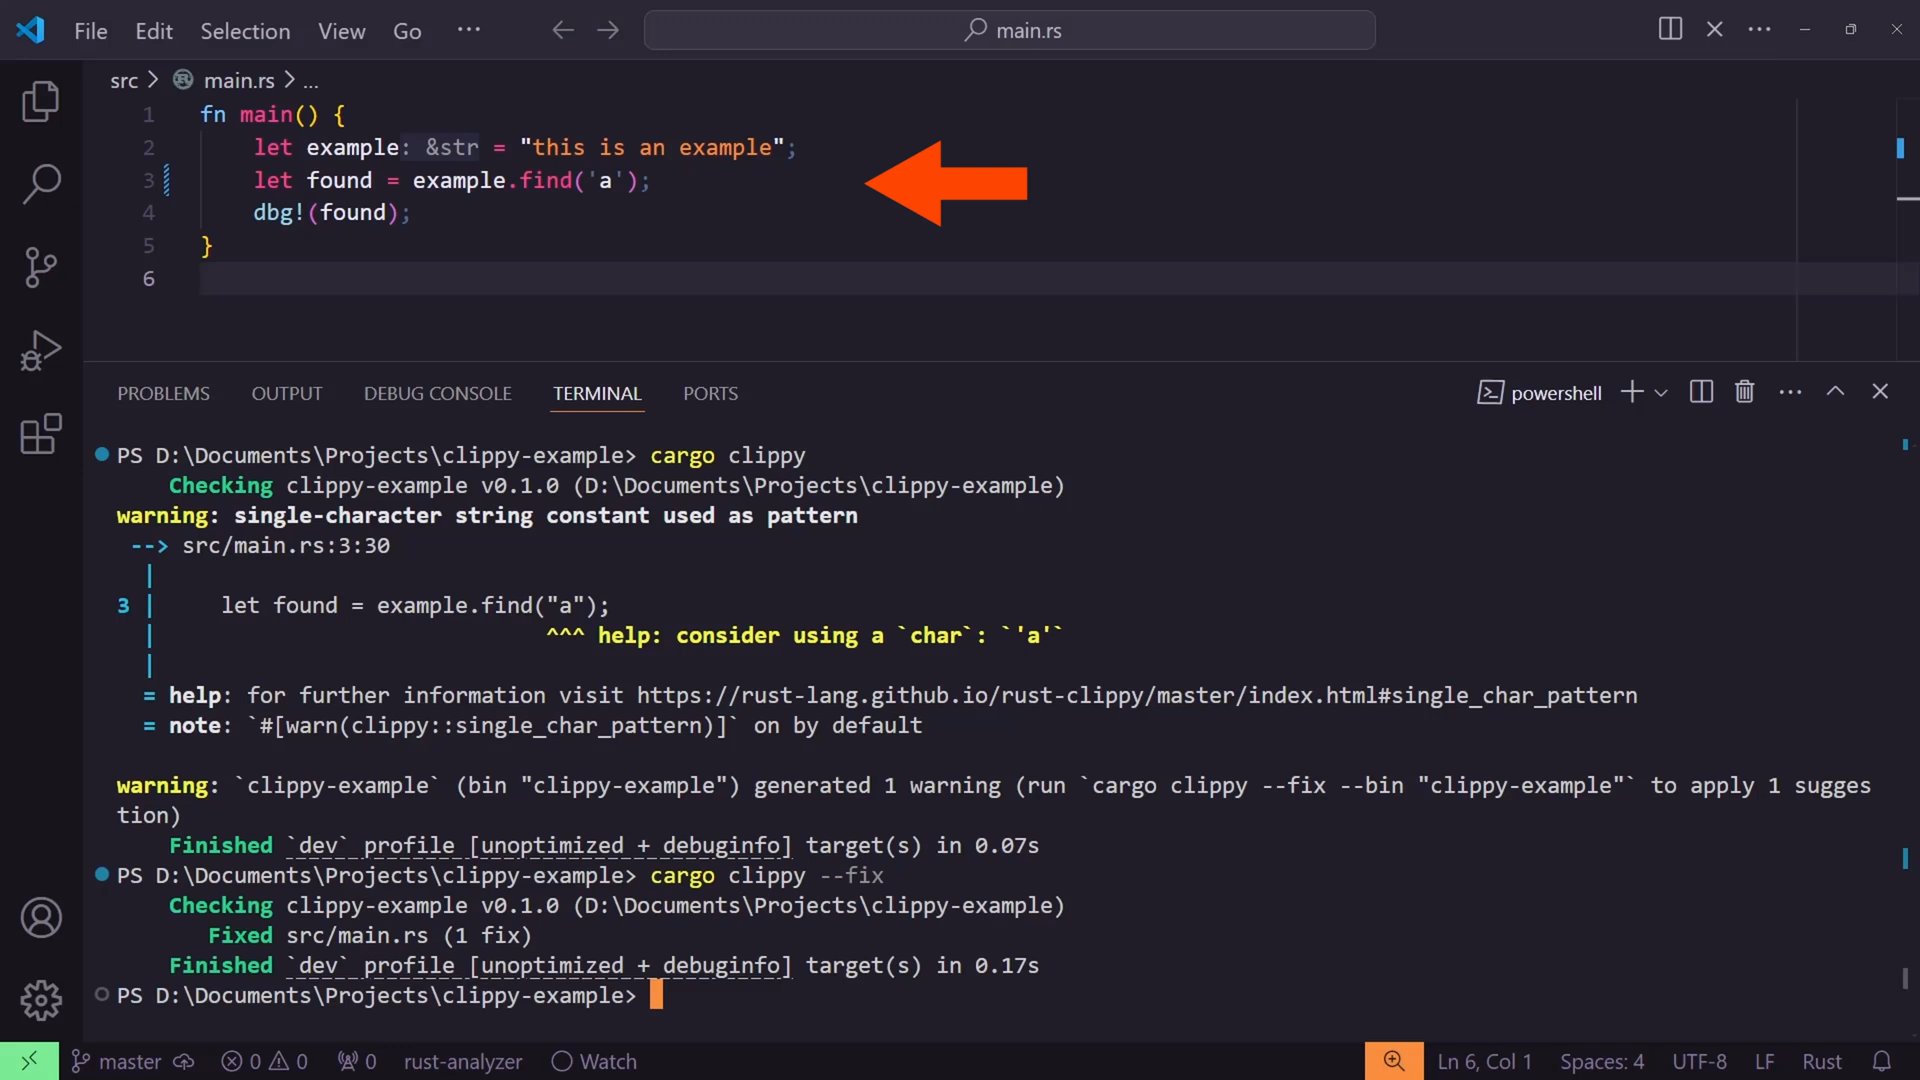 File Edit Selection View Go ··· main.rs
src > main.rs > ...
1 fn main() {
2 let example: &str = "this is an example";
3 let found = example.find('a');
4 dbg!(found);
5 }
6
PROBLEMS OUTPUT DEBUG CONSOLE TERMINAL PORTS powershell
PS D:\Documents\Projects\clippy-example> cargo clippy
Checking clippy-example v0.1.0 (D:\Documents\Projects\clippy-example)
warning: single-character string constant used as pattern
--> src/main.rs:3:30
|
3 | let found = example.find("a");
| ^^^ help: consider using a `char`: `'a'`
|
= help: for further information visit https://rust-lang.github.io/rust-clippy/master/index.html#single_char_pattern
= note: `#[warn(clippy::single_char_pattern)]` on by default
warning: `clippy-example` (bin "clippy-example") generated 1 warning (run `cargo clippy --fix --bin "clippy-example"` to apply 1 sugges
tion)
Finished `dev` profile [unoptimized + debuginfo] target(s) in 0.07s
PS D:\Documents\Projects\clippy-example> cargo clippy --fix
Checking clippy-example v0.1.0 (D:\Documents\Projects\clippy-example)
Fixed src/main.rs (1 fix)
Finished `dev` profile [unoptimized + debuginfo] target(s) in 0.17s
PS D:\Documents\Projects\clippy-example>
master 0 0 0 rust-analyzer Watch Ln 6, Col 1 Spaces: 4 UTF-8 LF Rust